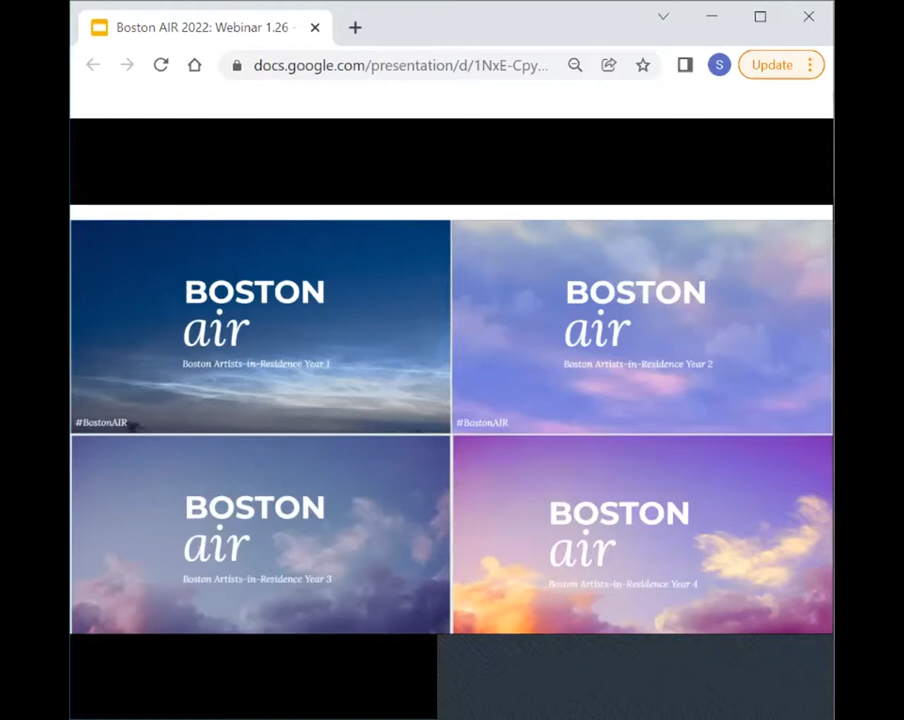 Boston AIR 2022: Webinar 1.26 -
docs.google.com/presentation/d/1NxE-Cpy...
S
Update
BOSTON
air
Boston Artists-in-Residence Year 1
#BostonAIR
BOSTON
air
Boston Artists-in-Residence Year 2
#BostonAIR
BOSTON
air
Boston Artists-in-Residence Year 3
BOSTON
air
Boston Artists-in-Residence Year 4